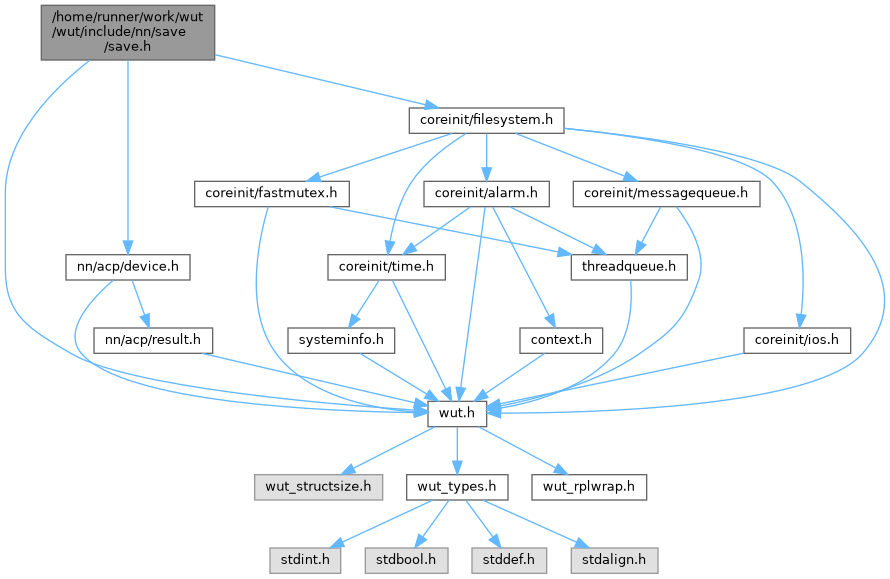 /home/runner/work/wut
/wut/include/nn/save
/save.h
coreinit/filesystem.h
coreinit/fastmutex.h
coreinit/alarm.h
coreinit/messagequeue.h
nn/acp/device.h
coreinit/time.h
threadqueue.h
nn/acp/result.h
systeminfo.h
context.h
coreinit/ios.h
wut.h
wut_structsize.h
wut_types.h
wut_rplwrap.h
stdint.h
stdbool.h
stddef.h
stdalign.h